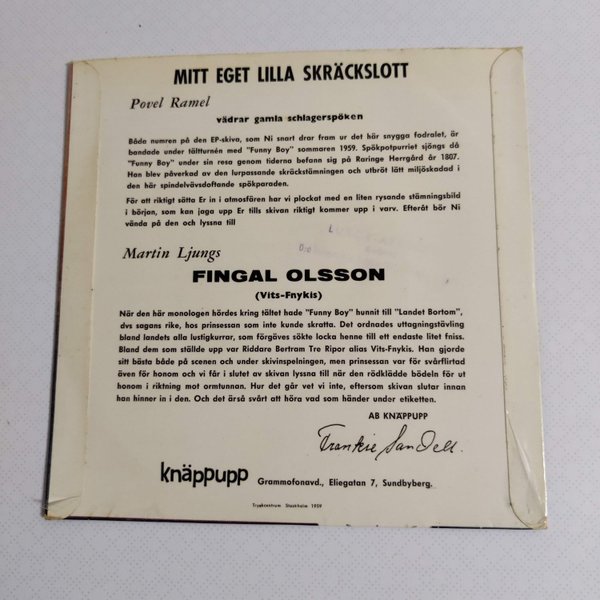 MITT EGET LILLA SKRÄCKSLOTT
Povel Ramel
vädrar gamla schlagerspöken
Båda numren på den EP-skiva, som Ni snart drar fram ur det här snygga fodralet, är
bandade under tältturnén med "Funny Boy" sommaren 1959. Spökpotpurriet sjöngs då
"Funny Boy" under sin resa genom tiderna befann sig på Raringe Herrgård år 1807.
Han blev påverkad av den lurpassande skräckstämningen och utbröt lätt miljöskadad i
den här spindelvävsdoftande spökparaden.
För att riktigt sätta Er in i atmosfären har vi plockat med en liten rysande stämningsbild
i början, som kan jaga upp Er tills skivan riktigt kommer upp i varv. Efteråt bör Ni
vända på den och lyssna till
Martin Ljungs
FINGAL OLSSON
(Vits-Fnykis)
När den här monologen hördes kring tältet hade "Funny Boy" hunnit till "Landet Bortom",
dvs sagans rike, hos prinsessan som inte kunde skratta. Det ordnades uttagningstävling
bland landets alla lustigkurrar, som förgäves sökte locka henne till ett endaste litet fniss.
Bland dem som ställde upp var Riddare Bertram Tre Ripor alias Vits-Fnykis. Han gjorde
sitt bästa både på scenen och under skivinspelningen, men prinsessan var för svårflirtad
även för honom och vi får i slutet av skivan lyssna till när den rödklädde bödeln för ut
honom i riktning mot ormtunnan. Hur det går vet vi inte, eftersom skivan slutar innan
han hinner in i den. Och det är så svårt att höra vad som händer under etiketten.
AB KNÄPPUPP
Frankie Sandell.
knäppupp Grammofonavd., Eliegatan 7, Sundbyberg.
Tryckcentrum Stockholm 1959